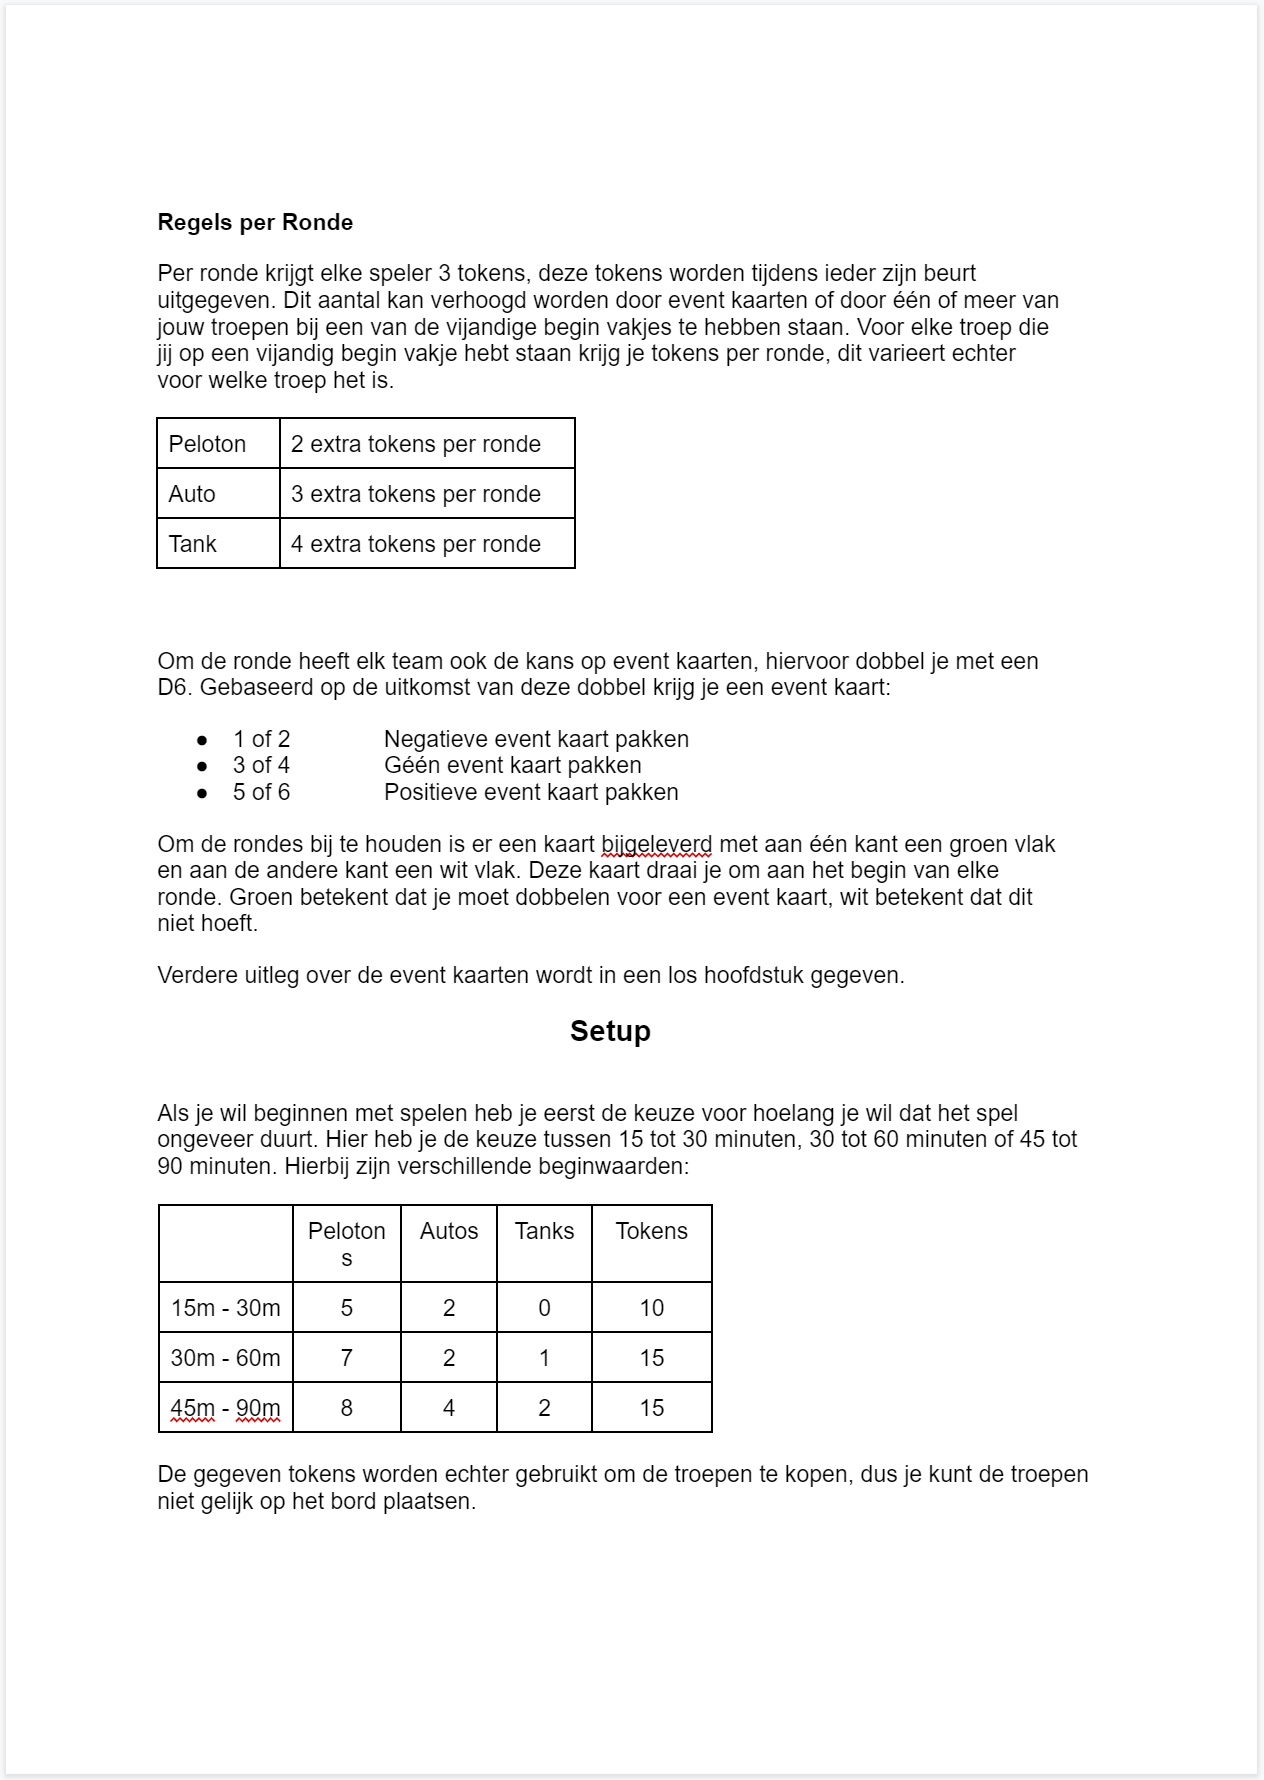 Regels per Ronde
Per ronde krijgt elke speler 3 tokens, deze tokens worden tijdens ieder zijn beurt
uitgegeven. Dit aantal kan verhoogd worden door event kaarten of door één of meer van
jouw troepen bij een van de vijandige begin vakjes te hebben staan. Voor elke troep die
jij op een vijandig begin vakje hebt staan krijg je tokens per ronde, dit varieert echter
voor welke troep het is.
Peloton 2 extra tokens per ronde
Auto 3 extra tokens per ronde
Tank 4 extra tokens per ronde
Om de ronde heeft elk team ook de kans op event kaarten, hiervoor dobbel je met een
D6. Gebaseerd op de uitkomst van deze dobbel krijg je een event kaart:
● 1 of 2 Negatieve event kaart pakken
● 3 of 4 Géén event kaart pakken
● 5 of 6 Positieve event kaart pakken
Om de rondes bij te houden is er een kaart bijgeleverd met aan één kant een groen vlak
en aan de andere kant een wit vlak. Deze kaart draai je om aan het begin van elke
ronde. Groen betekent dat je moet dobbelen voor een event kaart, wit betekent dat dit
niet hoeft.
Verdere uitleg over de event kaarten wordt in een los hoofdstuk gegeven.
Setup
Als je wil beginnen met spelen heb je eerst de keuze voor hoelang je wil dat het spel
ongeveer duurt. Hier heb je de keuze tussen 15 tot 30 minuten, 30 tot 60 minuten of 45 tot
90 minuten. Hierbij zijn verschillende beginwaarden:
Peloton Autos Tanks Tokens
s
15m - 30m 5 2 0 10
30m - 60m 7 2 1 15
45m - 90m 8 4 2 15
De gegeven tokens worden echter gebruikt om de troepen te kopen, dus je kunt de troepen
niet gelijk op het bord plaatsen.